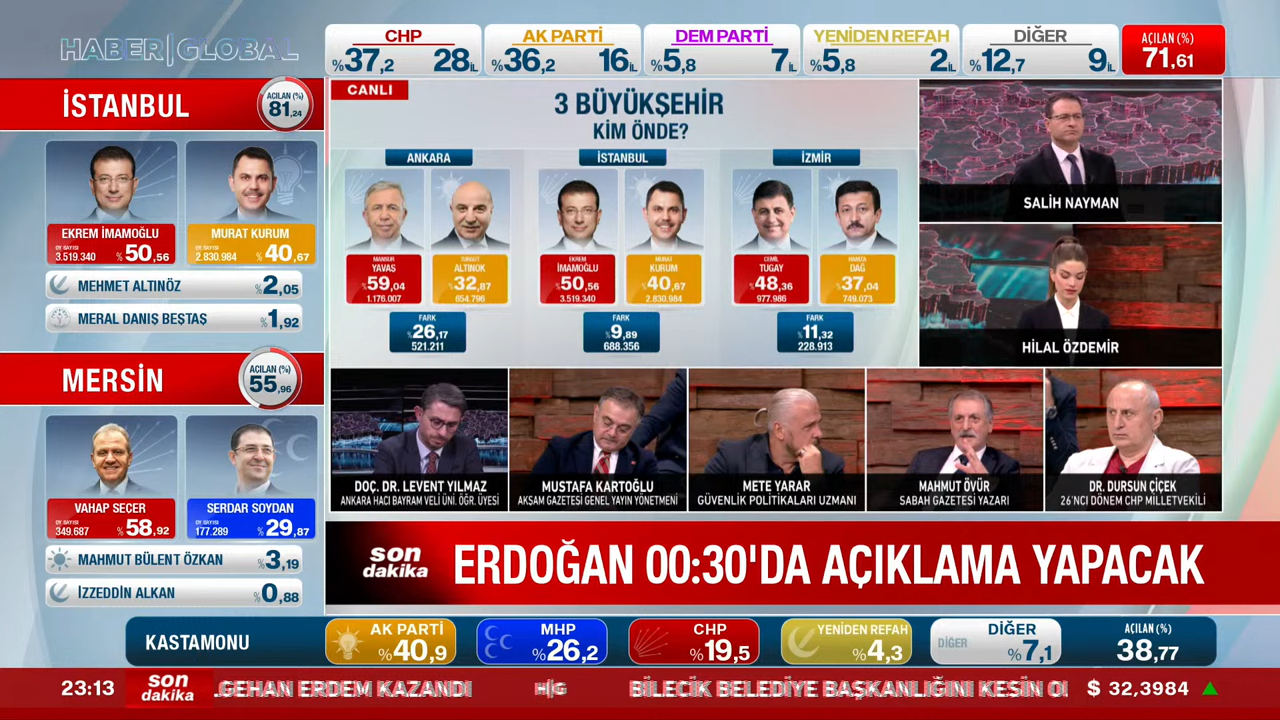 HABER|GLOBAL
CHP
%37,2 28İL
AK PARTİ
%36,2 16İL
DEM PARTİ
%5,8 7İL
YENİDEN REFAH
%5,8 2İL
DİĞER
%12,7 9İL
AÇILAN (%)
71,61
İSTANBUL
AÇILAN (%)
81,24
EKREM İMAMOĞLU
OY SAYISI
3.519.340 %50,56
MURAT KURUM
OY SAYISI
2.830.984 %40,67
MEHMET ALTINÖZ %2,05
MERAL DANIŞ BEŞTAŞ %1,92
MERSİN
AÇILAN (%)
55,96
VAHAP SEÇER
OY SAYISI
349.687 %58,92
SERDAR SOYDAN
OY SAYISI
177.289 %29,87
MAHMUT BÜLENT ÖZKAN %3,19
İZZEDDİN ALKAN %0,88
CANLI
3 BÜYÜKŞEHİR
KİM ÖNDE?
ANKARA
MANSUR
YAVAŞ
%59,04
1.176.007
TURGUT
ALTINOK
%32,87
654.796
FARK
%26,17
521.211
İSTANBUL
EKREM
İMAMOĞLU
%50,56
3.519.340
MURAT
KURUM
%40,67
2.830.984
FARK
%9,89
688.356
İZMİR
CEMİL
TUGAY
%48,36
977.986
HAMZA
DAĞ
%37,04
749.073
FARK
%11,32
228.913
SALİH NAYMAN
HİLAL ÖZDEMİR
DOÇ. DR. LEVENT YILMAZ
ANKARA HACI BAYRAM VELİ ÜNİ. ÖĞR. ÜYESİ
MUSTAFA KARTOĞLU
AKŞAM GAZETESİ GENEL YAYIN YÖNETMENİ
METE YARAR
GÜVENLİK POLİTİKALARI UZMANI
MAHMUT ÖVÜR
SABAH GAZETESİ YAZARI
DR. DURSUN ÇİÇEK
26'NCI DÖNEM CHP MİLLETVEKİLİ
son
dakika
ERDOĞAN 00:30'DA AÇIKLAMA YAPACAK
KASTAMONU
AK PARTİ
%40,9
MHP
%26,2
CHP
%19,5
YENİDEN REFAH
%4,3
DİĞER
DİĞER
%7,1
AÇILAN (%)
38,77
23:13
son
dakika
.GEHAN ERDEM KAZANDI
H|G
BİLECİK BELEDİYE BAŞKANLIĞINI KESİN O
$ 32,3984